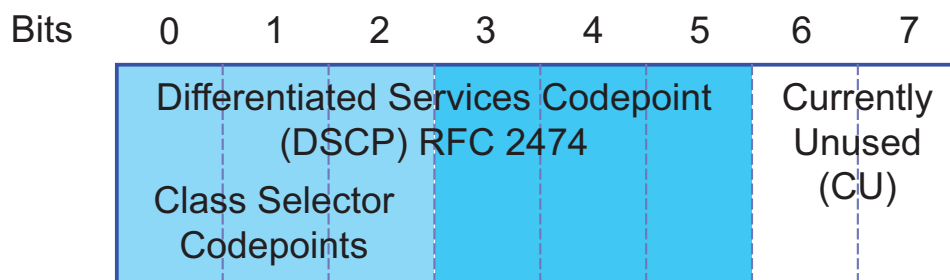 Bits 0 1 2 3 4 5 6 7
Differentiated Services Codepoint
(DSCP) RFC 2474
Class Selector
Codepoints
Currently
Unused
(CU)